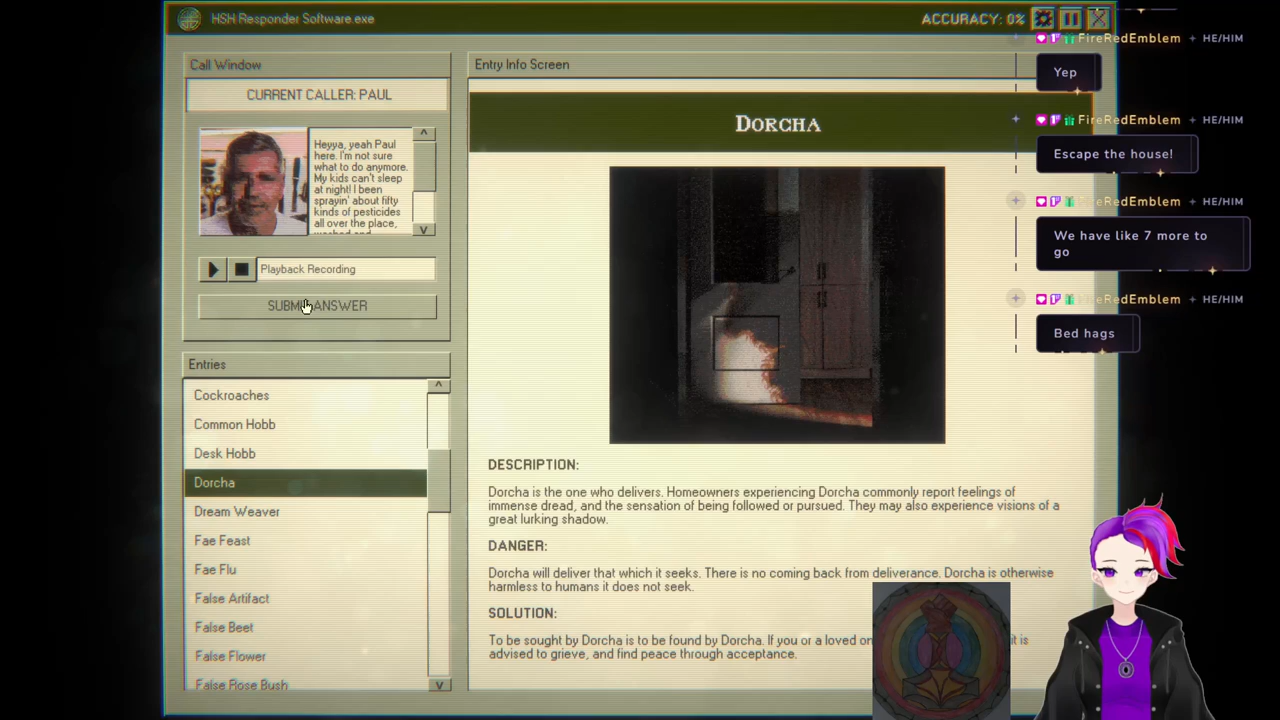 HSH Responder Software.exe
ACCURACY: 0%
Call Window
CURRENT CALLER: PAUL
Heyya, yeah Paul
here. I'm not sure
what to do anymore.
My kids can't sleep
at night! I been
sprayin' about fifty
kinds of pesticides
all over the place,
washed and
Playback Recording
SUBMIT ANSWER
Entries
Cockroaches
Common Hobb
Desk Hobb
Dorcha
Dream Weaver
Fae Feast
Fae Flu
False Artifact
False Beet
False Flower
False Rose Bush
Entry Info Screen
DORCHA
DESCRIPTION:
Dorcha is the one who delivers. Homeowners experiencing Dorcha commonly report feelings of
immense dread, and the sensation of being followed or pursued. They may also experience visions of a
great lurking shadow.
DANGER:
Dorcha will deliver that which it seeks. There is no coming back from deliverance. Dorcha is otherwise
harmless to humans it does not seek.
SOLUTION:
To be sought by Dorcha is to be found by Dorcha. If you or a loved on it is
advised to grieve, and find peace through acceptance.
FireRedEmblem HE/HIM
Yep
FireRedEmblem HE/HIM
Escape the house!
FireRedEmblem HE/HIM
We have like 7 more to
go
FireRedEmblem HE/HIM
Bed hags